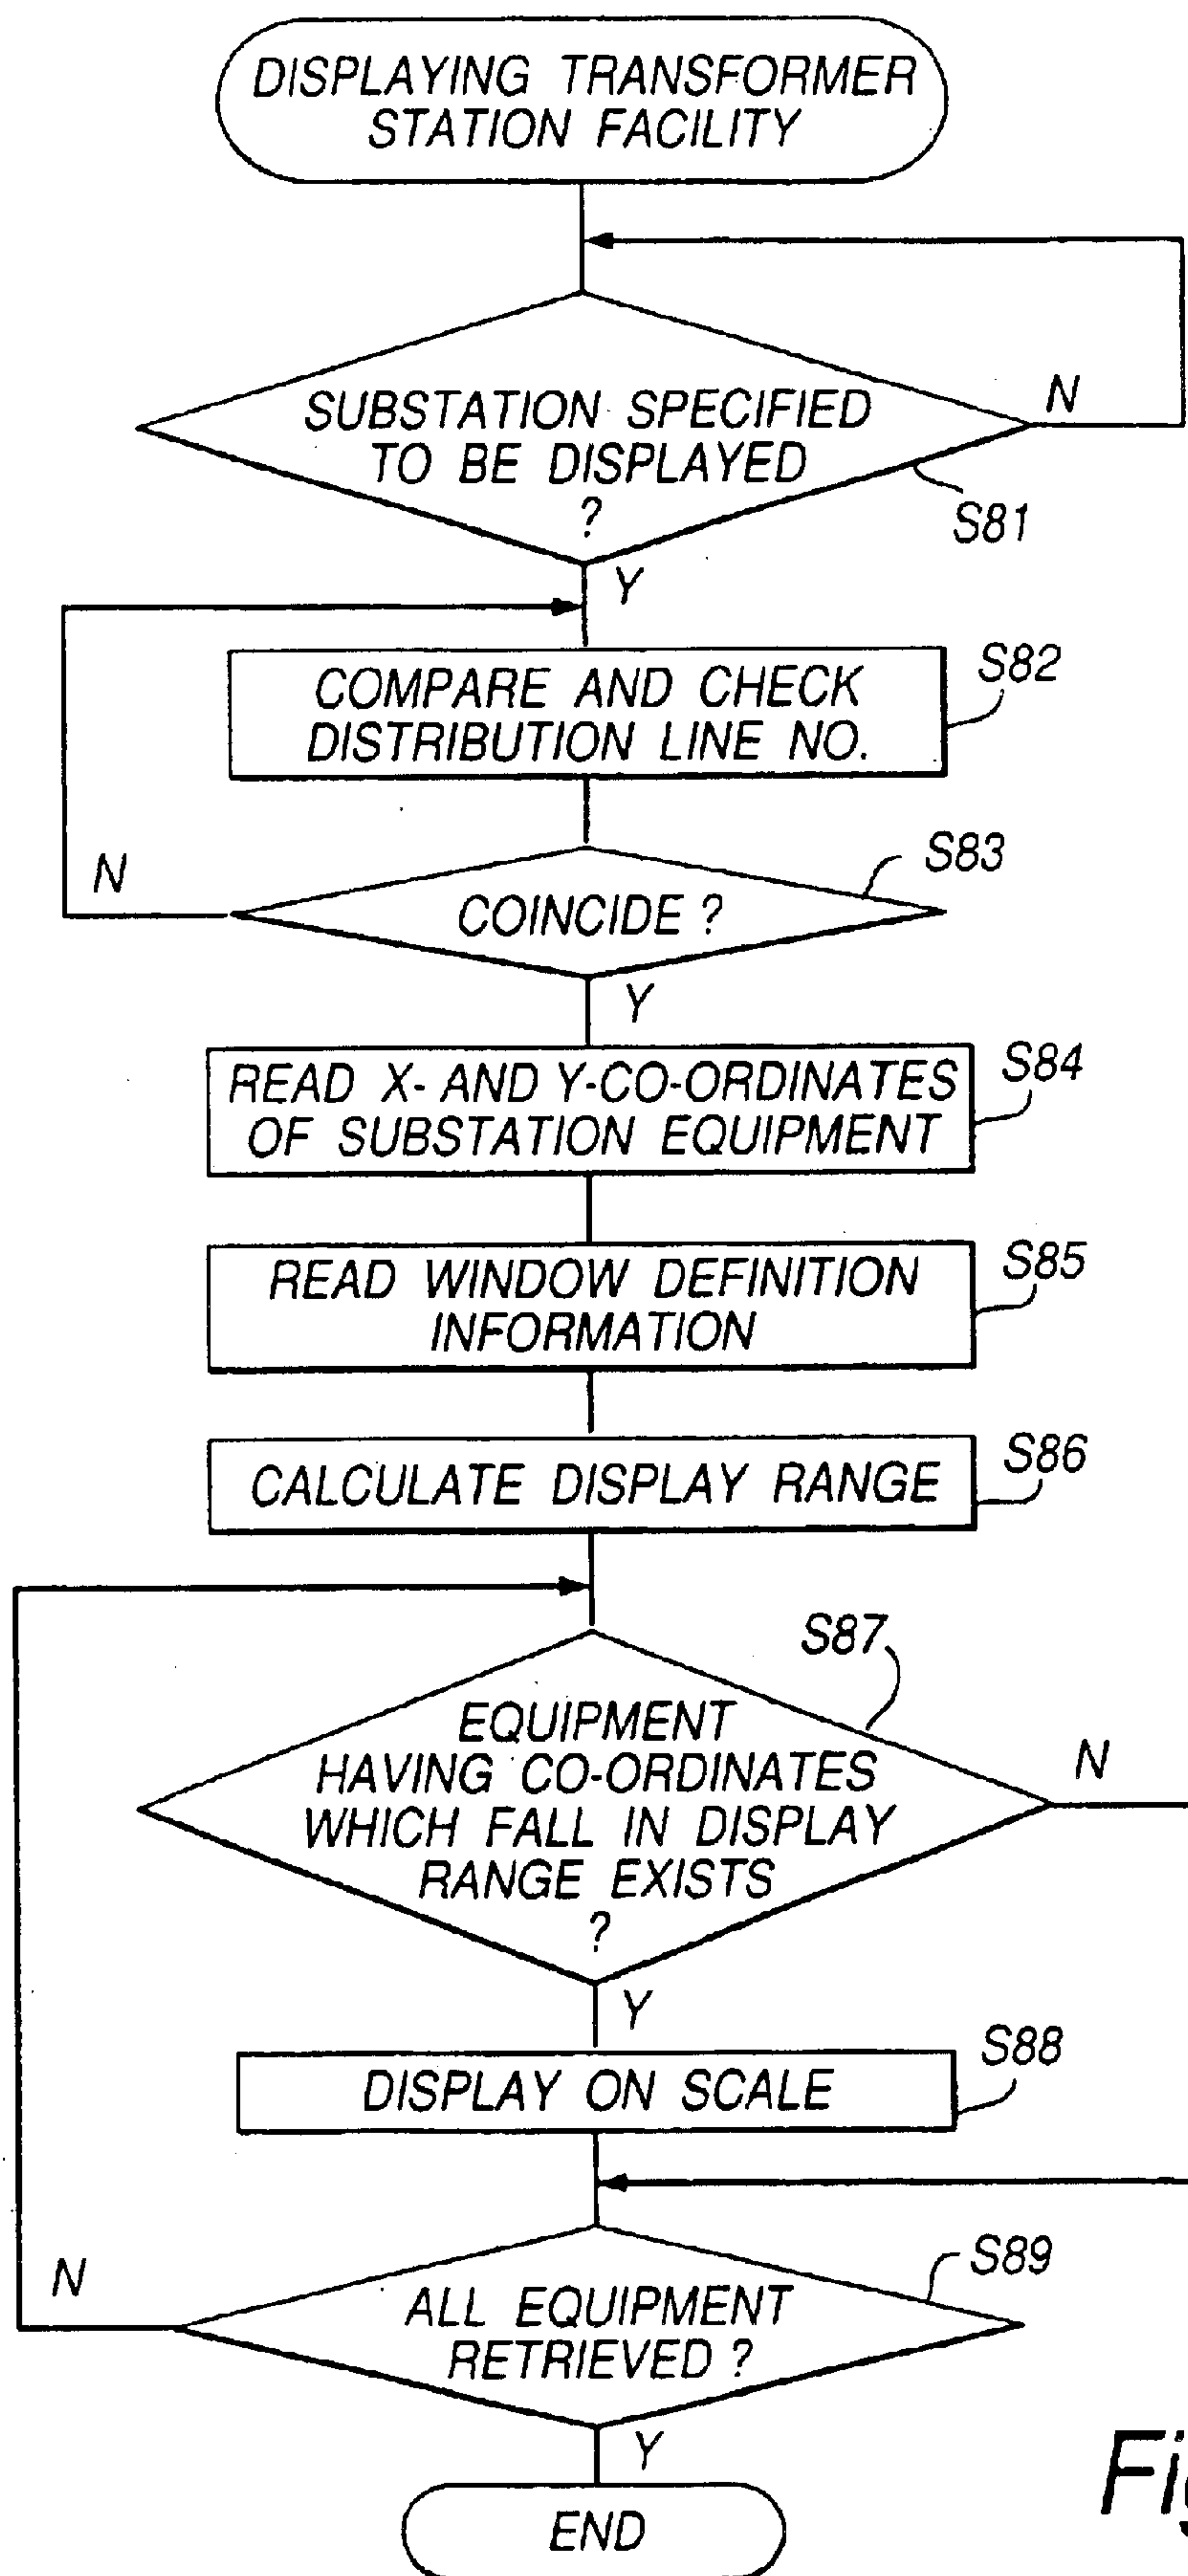 DISPLAYING TRANSFORMER
STATION FACILITY
N
SUBSTATION SPECIFIED
TO BE DISPLAYED
?
S81
Y
S82
COMPARE AND CHECK
DISTRIBUTION LINE NO.
S83
N
COINCIDE ?
Y
S84
READ X- AND Y-CO-ORDINATES
OF SUBSTATION EQUIPMENT
S85
READ WINDOW DEFINITION
INFORMATION
S86
CALCULATE DISPLAY RANGE
S87
EQUIPMENT
N
HAVING CO-ORDINATES
WHICH FALL IN DISPLAY
RANGE EXISTS
?
Y
S88
DISPLAY ON SCALE
S89
N
ALL EQUIPMENT
RETRIEVED ?
Y
END